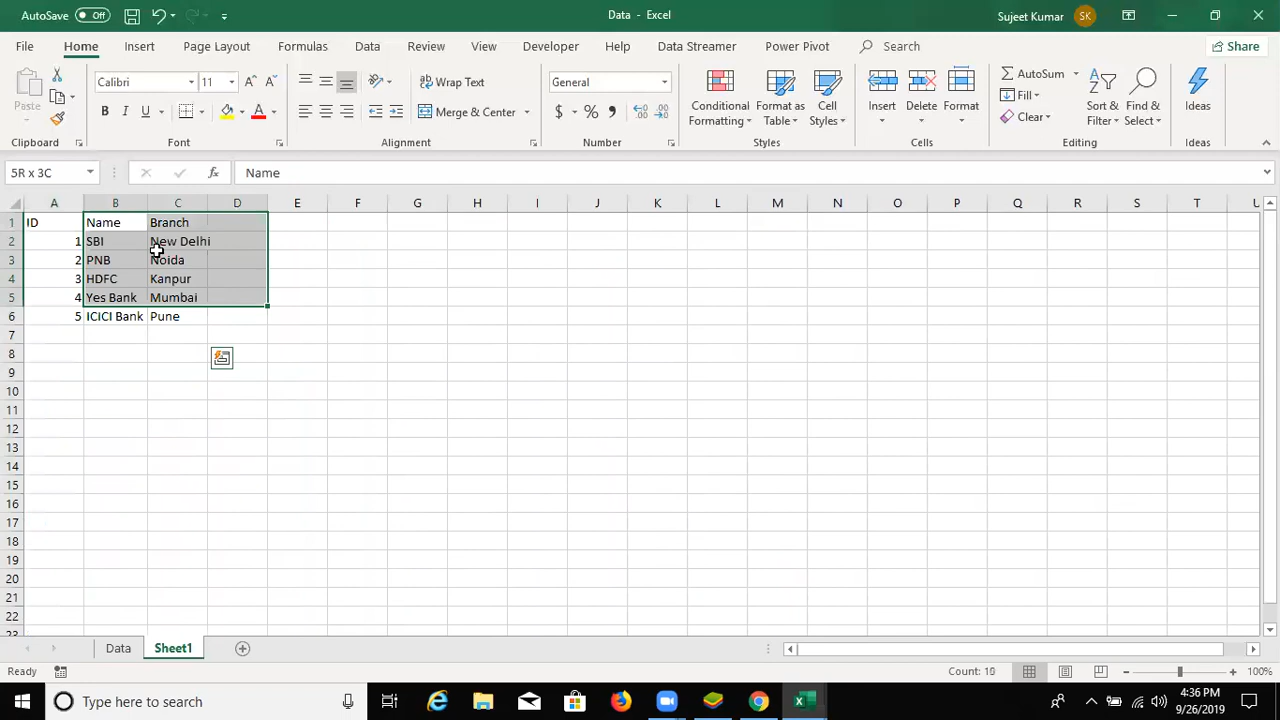 AutoSave Off Data - Excel Sujeet Kumar SK
File Home Insert Page Layout Formulas Data Review View Developer Help Data Streamer Power Pivot Search Share
Calibri 11 Wrap Text General AutoSum
Paste B I U Merge & Center $ % Conditional Formatting Format as Table Cell Styles Insert Delete Format Fill Clear Sort & Filter Find & Select Ideas
Clipboard Font Alignment Number Styles Cells Editing Ideas
5R x 3C fx Name
A B C D E F G H I J K L M N O P Q R S T U
1 ID Name Branch
2 1 SBI New Delhi
3 2 PNB Noida
4 3 HDFC Kanpur
5 4 Yes Bank Mumbai
6 5 ICICI Bank Pune
7
8
9
10
11
12
13
14
15
16
17
18
19
20
21
22
23
Data Sheet1
Ready Count: 10 100%
Type here to search 4:36 PM
9/26/2019